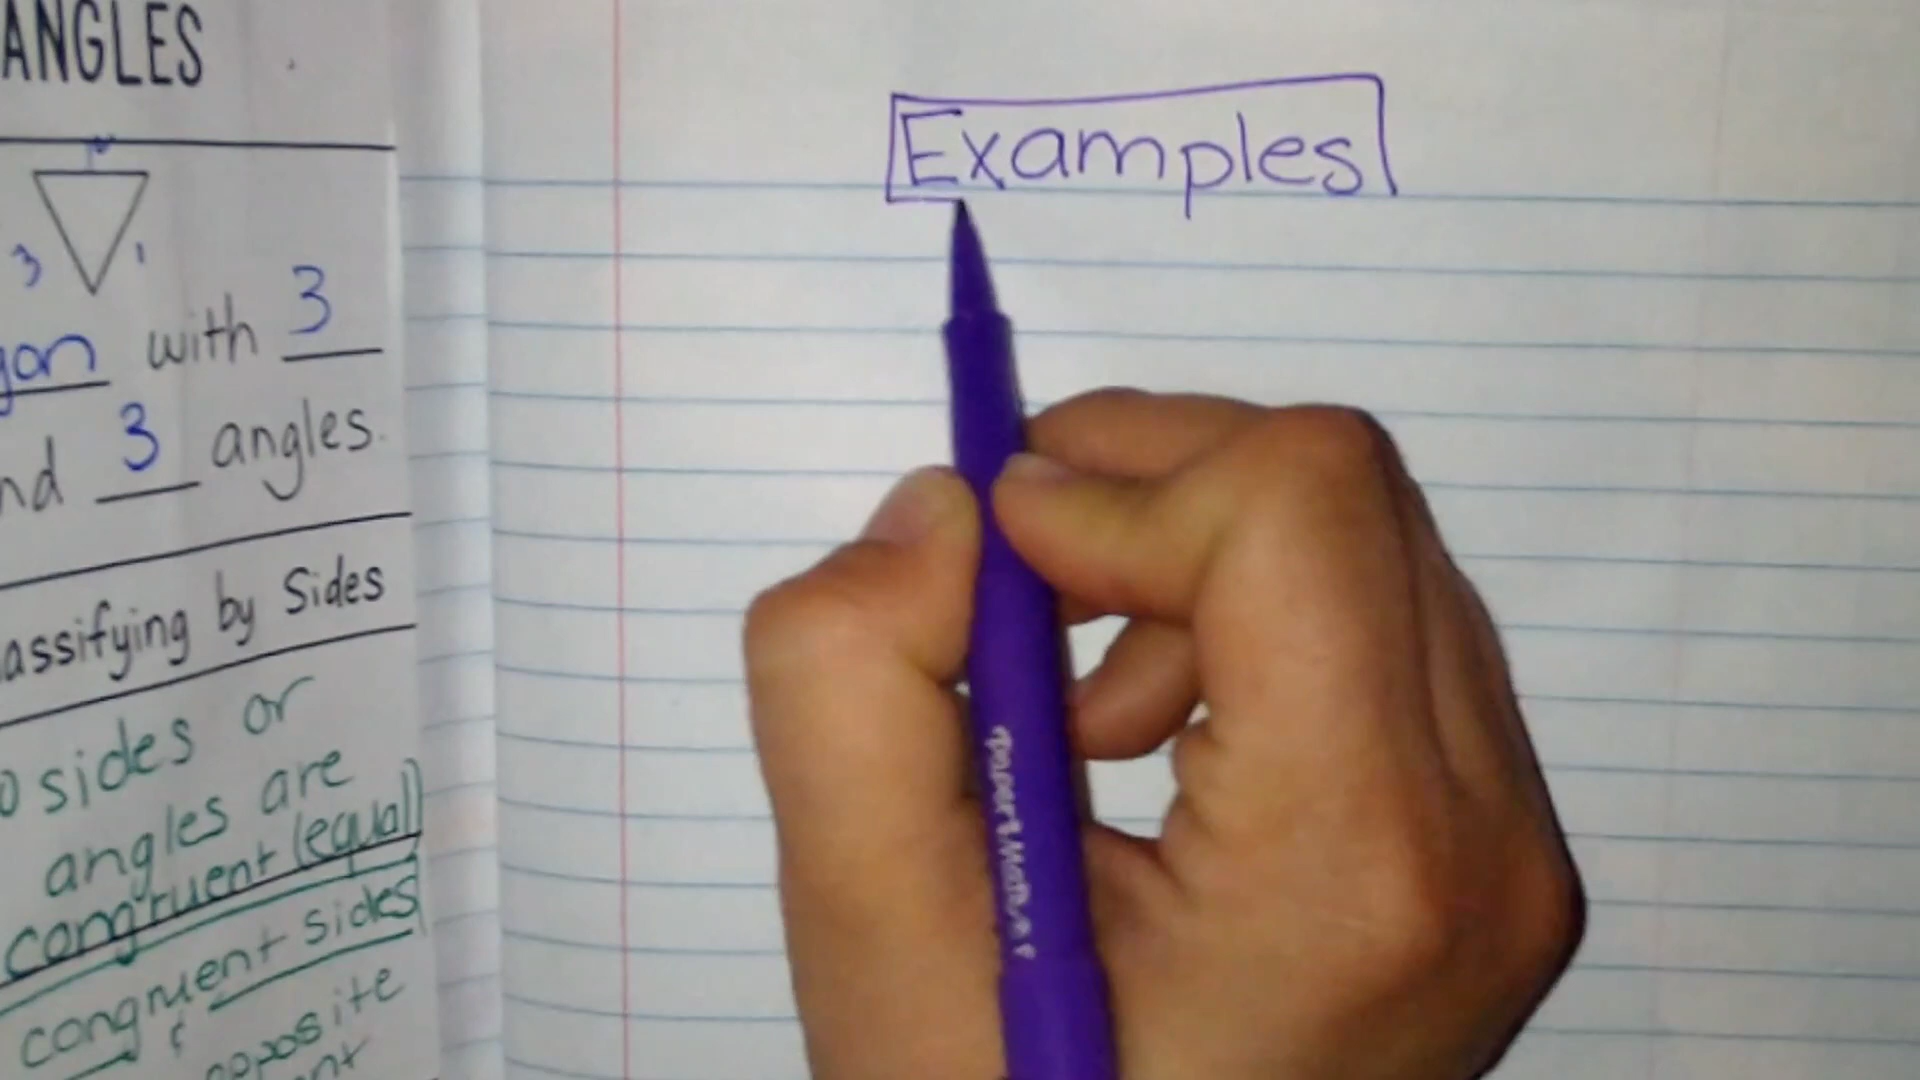 ANGLES
3 1
gon with 3
nd 3 angles.
assifying by Sides
o sides or
angles are
congruent (equal)
congruent sides
opposite
nt
Examples
PaperMate